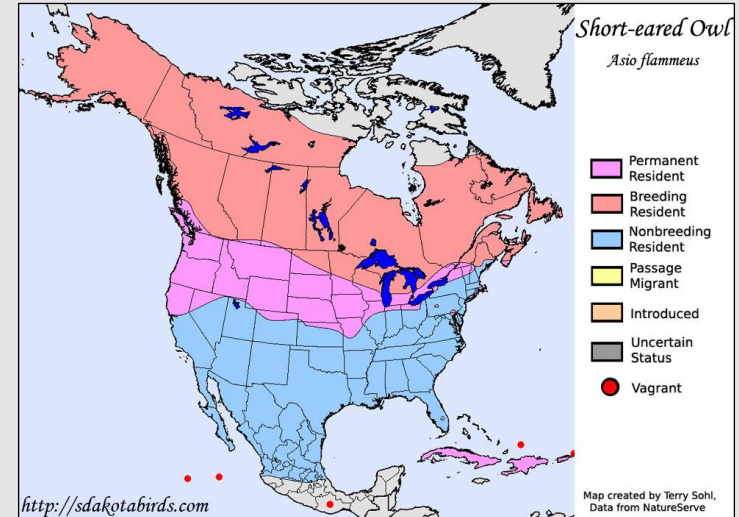 Short-eared Owl
Asio flammeus
Permanent
Resident
Breeding
Resident
Nonbreeding
Resident
Passage
Migrant
Introduced
Uncertain
Status
Vagrant
Map created by Terry Sohl,
Data from NatureServe
http://sdakotabirds.com